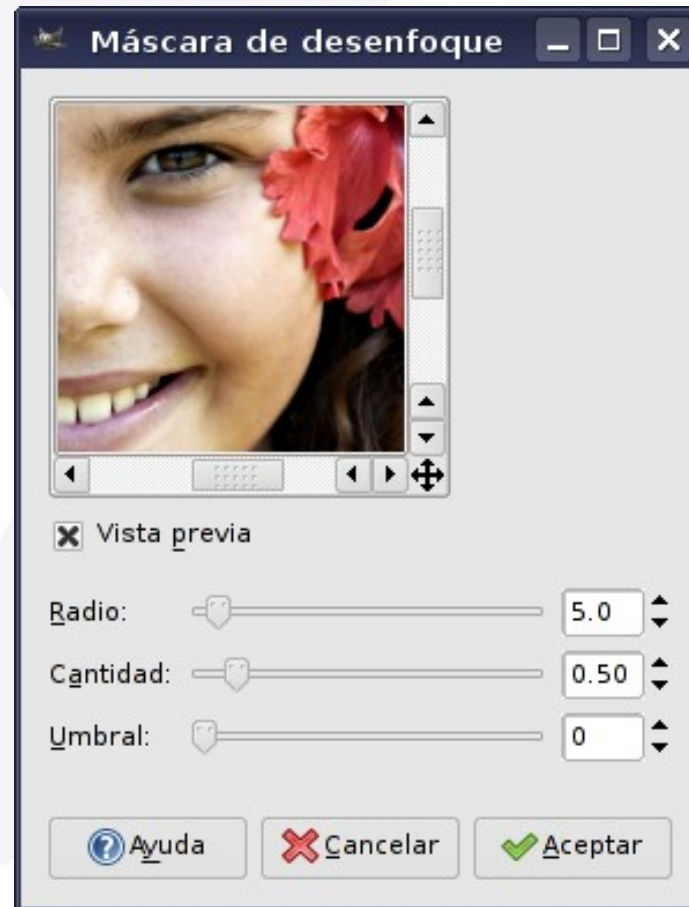 Máscara de desenfoque
Vista previa
Radio: 5.0
Cantidad: 0.50
Umbral: 0
Ayuda Cancelar Aceptar